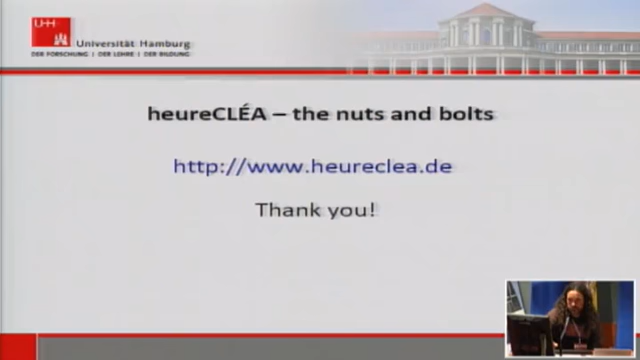 UHH
Universität Hamburg
DER FORSCHUNG | DER LEHRE | DER BILDUNG
heureCLÉA – the nuts and bolts
http://www.heureclea.de
Thank you!